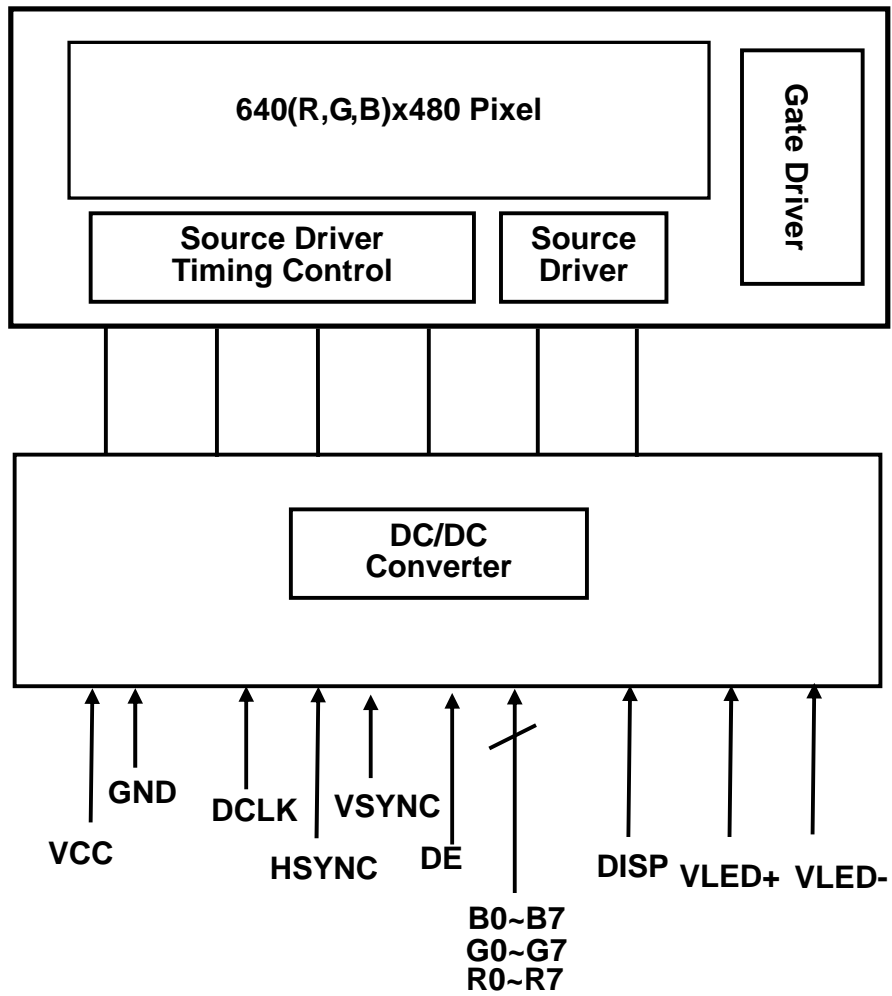 640(R,G,B)x480 Pixel
Gate Driver
Source Driver
Timing Control
Source
Driver
DC/DC
Converter
VCC
GND
DCLK
HSYNC
VSYNC
DE
B0~B7
G0~G7
R0~R7
DISP
VLED+
VLED-